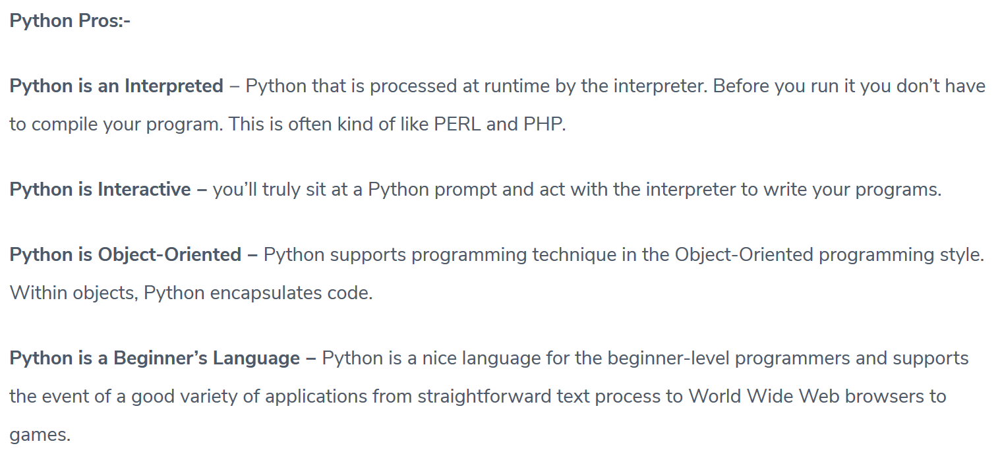 Python Pros:-
Python is an Interpreted – Python that is processed at runtime by the interpreter. Before you run it you don’t have
to compile your program. This is often kind of like PERL and PHP.
Python is Interactive – you’ll truly sit at a Python prompt and act with the interpreter to write your programs.
Python is Object-Oriented – Python supports programming technique in the Object-Oriented programming style.
Within objects, Python encapsulates code.
Python is a Beginner’s Language – Python is a nice language for the beginner-level programmers and supports
the event of a good variety of applications from straightforward text process to World Wide Web browsers to
games.